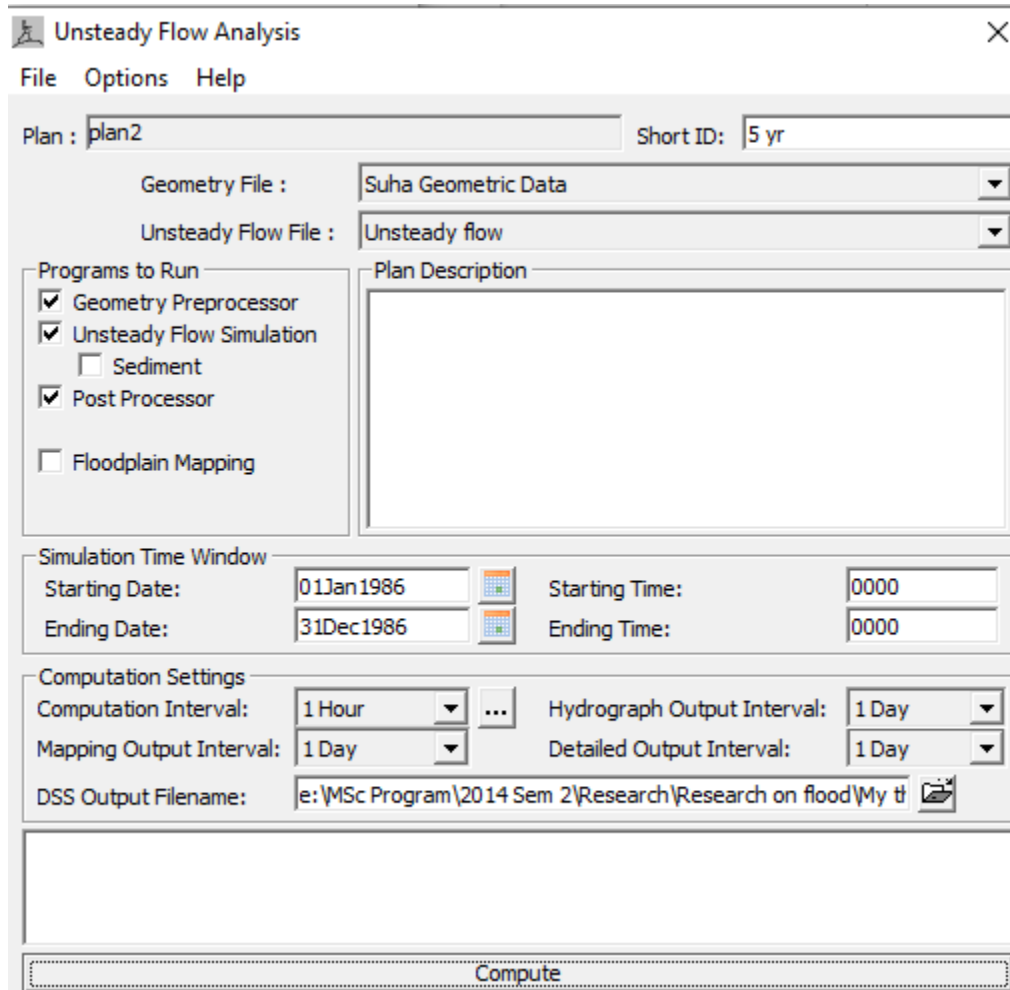 Unsteady Flow Analysis
File Options Help
Plan : plan2 Short ID: 5 yr
Geometry File : Suha Geometric Data
Unsteady Flow File : Unsteady flow
Programs to Run
Geometry Preprocessor
Unsteady Flow Simulation
Sediment
Post Processor
Floodplain Mapping
Plan Description
Simulation Time Window
Starting Date: 01Jan1986 Starting Time: 0000
Ending Date: 31Dec1986 Ending Time: 0000
Computation Settings
Computation Interval: 1 Hour ... Hydrograph Output Interval: 1 Day
Mapping Output Interval: 1 Day Detailed Output Interval: 1 Day
DSS Output Filename: e:\MSc Program\2014 Sem 2\Research\Research on flood\My
Compute